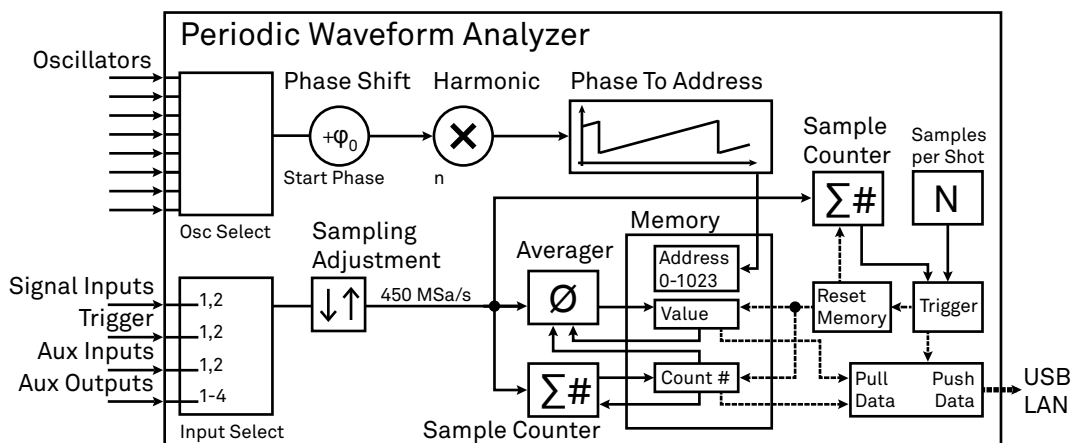 Periodic Waveform Analyzer
Oscillators
Phase Shift
Harmonic
Phase To Address
+φ0
Start Phase
×
n
Osc Select
Sample
Counter
Σ#
Samples
per Shot
N
Sampling
Adjustment
↓↑
450 MSa/s
Averager
Ø
Memory
Address
0-1023
Value
Count #
Reset
Memory
Trigger
Signal Inputs
1,2
Trigger
1,2
Aux Inputs
1,2
Aux Outputs
1-4
Input Select
Σ#
Sample Counter
Pull
Data
Push
Data
USB
LAN